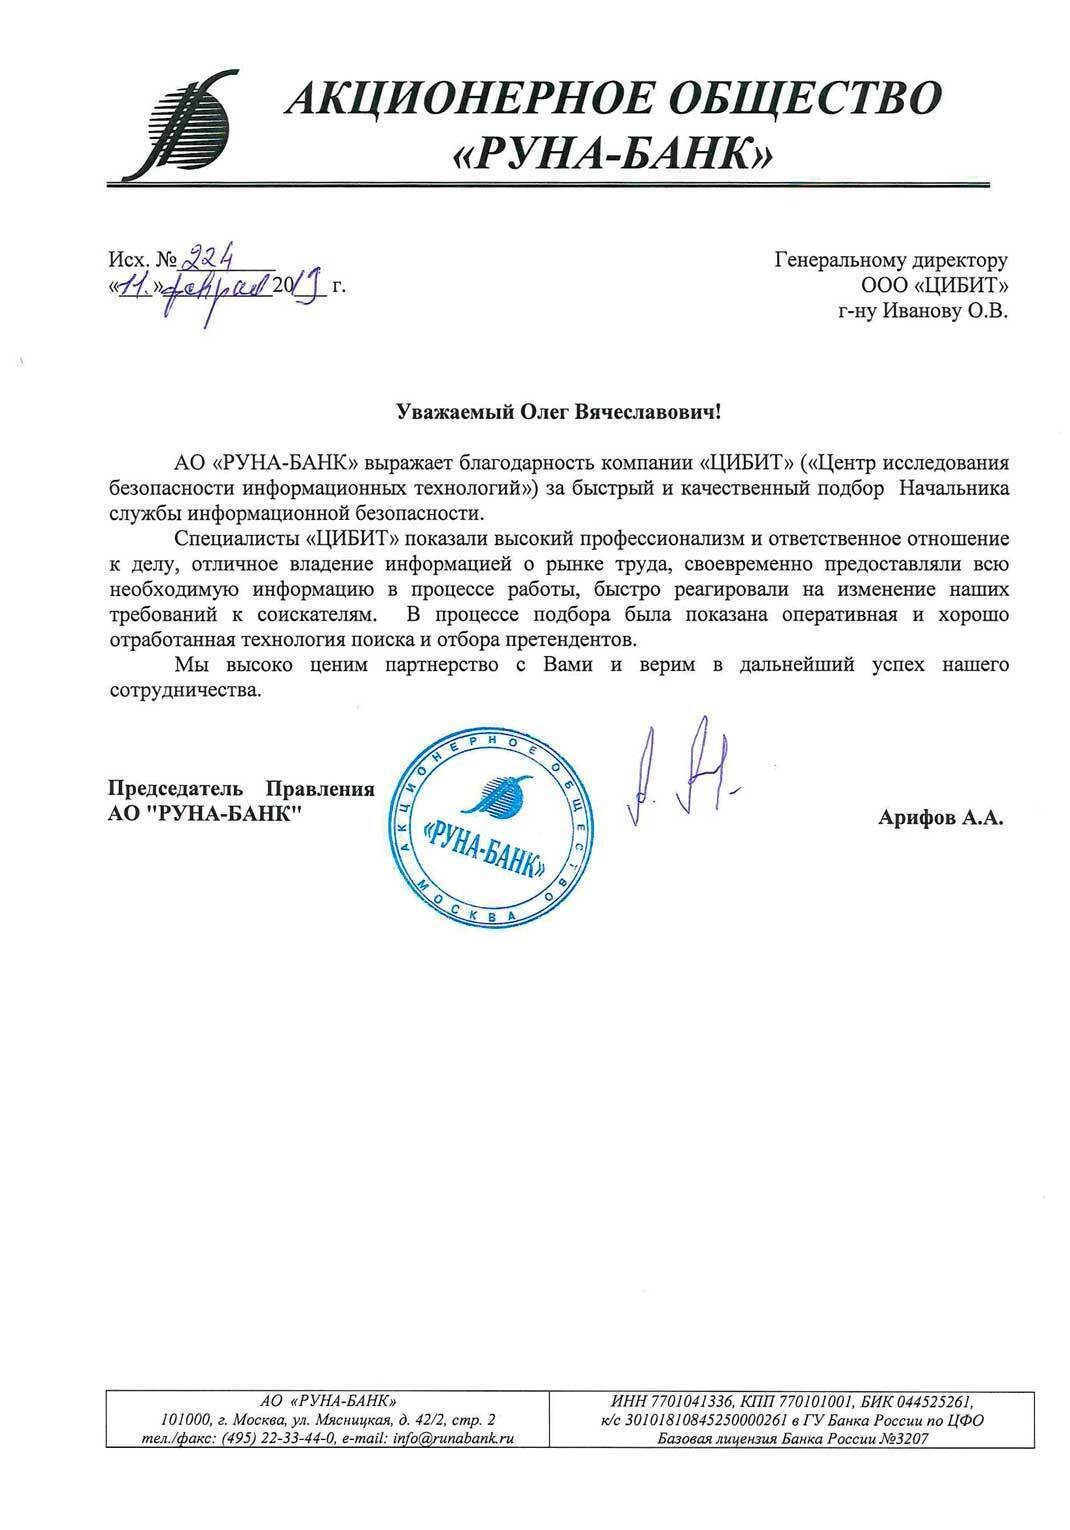 АКЦИОНЕРНОЕ ОБЩЕСТВО
«РУНА-БАНК»
Исх. № 224
«11.» феврал 2019 г.
Генеральному директору
ООО «ЦИБИТ»
г-ну Иванову О.В.
Уважаемый Олег Вячеславович!
АО «РУНА-БАНК» выражает благодарность компании «ЦИБИТ» («Центр исследования
безопасности информационных технологий») за быстрый и качественный подбор Начальника
службы информационной безопасности.
Специалисты «ЦИБИТ» показали высокий профессионализм и ответственное отношение
к делу, отличное владение информацией о рынке труда, своевременно предоставляли всю
необходимую информацию в процессе работы, быстро реагировали на изменение наших
требований к соискателям. В процессе подбора была показана оперативная и хорошо
отработанная технология поиска и отбора претендентов.
Мы высоко ценим партнерство с Вами и верим в дальнейший успех нашего
сотрудничества.
Председатель Правления
АО "РУНА-БАНК"
АКЦИОНЕРНОЕ ОБЩЕСТВО
«РУНА-БАНК»
МОСКВА
Арифов А.А.
АО «РУНА-БАНК»
101000, г. Москва, ул. Мясницкая, д. 42/2, стр. 2
тел./факс: (495) 22-33-44-0, e-mail: info@runabank.ru
ИНН 7701041336, КПП 770101001, БИК 044525261,
к/с 30101810845250000261 в ГУ Банка России по ЦФО
Базовая лицензия Банка России №3207